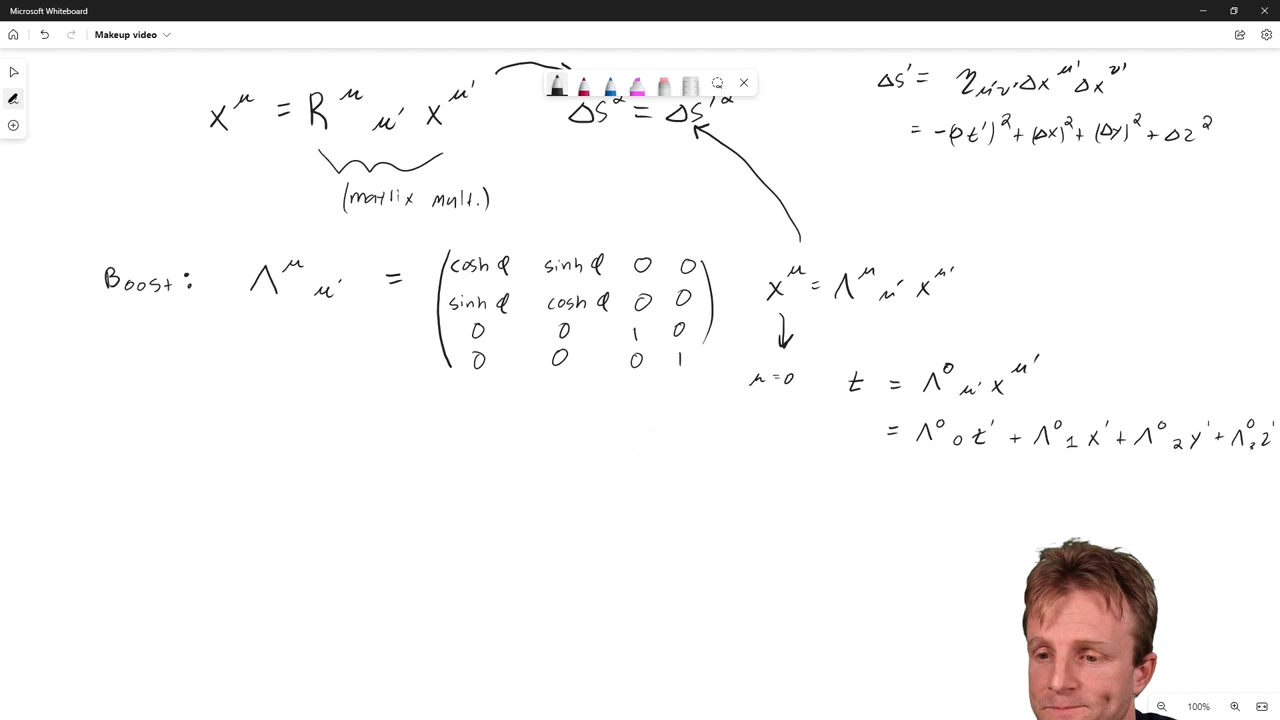 Microsoft Whiteboard
Makeup video
x^μ = R^μ_μ' x^μ'
Δs² = Δs'²
Δs' = η_μ'ν' Δx^μ' Δx^ν'
= -(Δt')² + (Δx)² + (Δy)² + Δz²
(matrix mult.)
Boost: Λ^μ_μ' =
cosh φ sinh φ 0 0
sinh φ cosh φ 0 0
0 0 1 0
0 0 0 1
x^μ = Λ^μ_μ' x^μ'
μ=0 t = Λ^0_μ' x^μ'
= Λ^0_0 t' + Λ^0_1 x' + Λ^0_2 y' + Λ^0_3 z'
100%